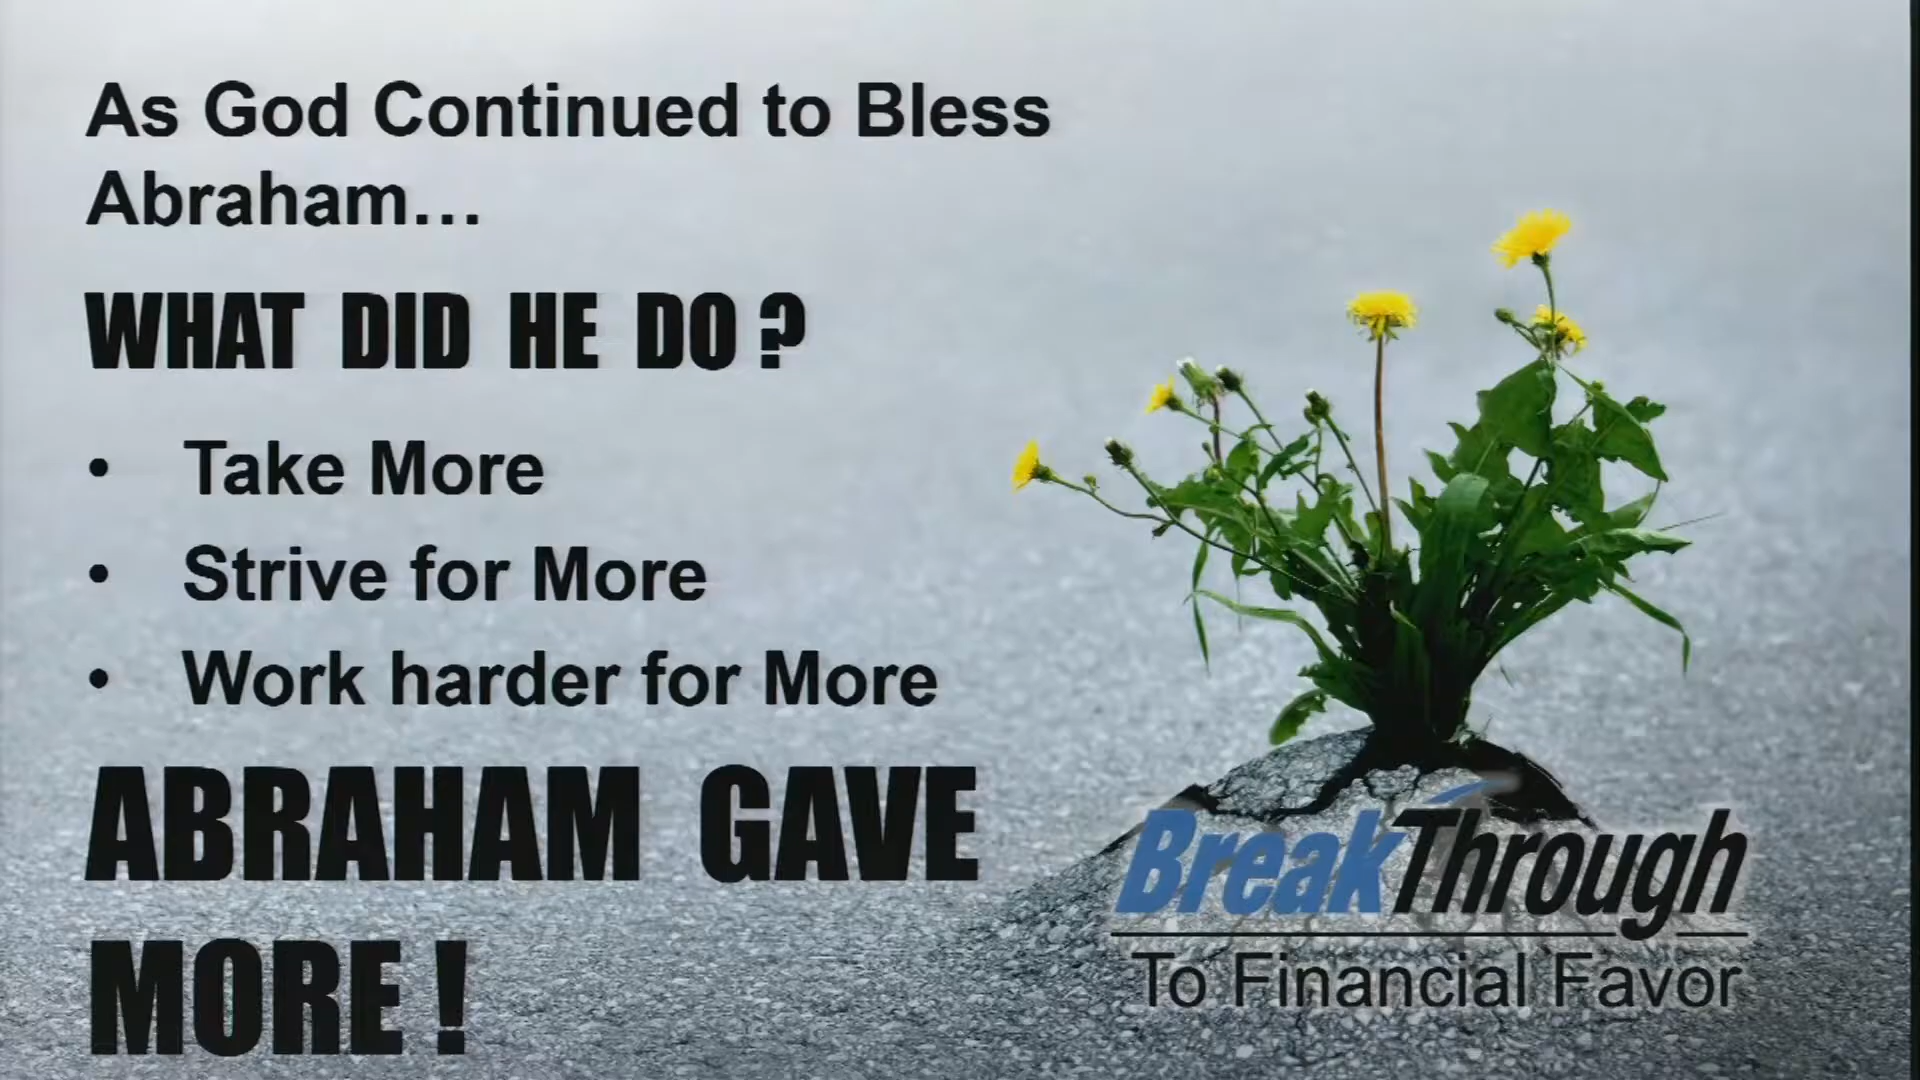 As God Continued to Bless
Abraham…
WHAT DID HE DO?
• Take More
• Strive for More
• Work harder for More
ABRAHAM GAVE
MORE!
BreakThrough
To Financial Favor